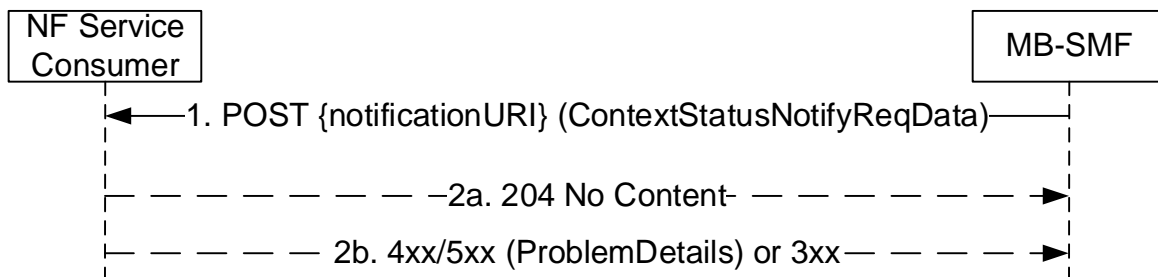 NF Service
Consumer
MB-SMF
1. POST {notificationURI} (ContextStatusNotifyReqData)
2a. 204 No Content
2b. 4xx/5xx (ProblemDetails) or 3xx